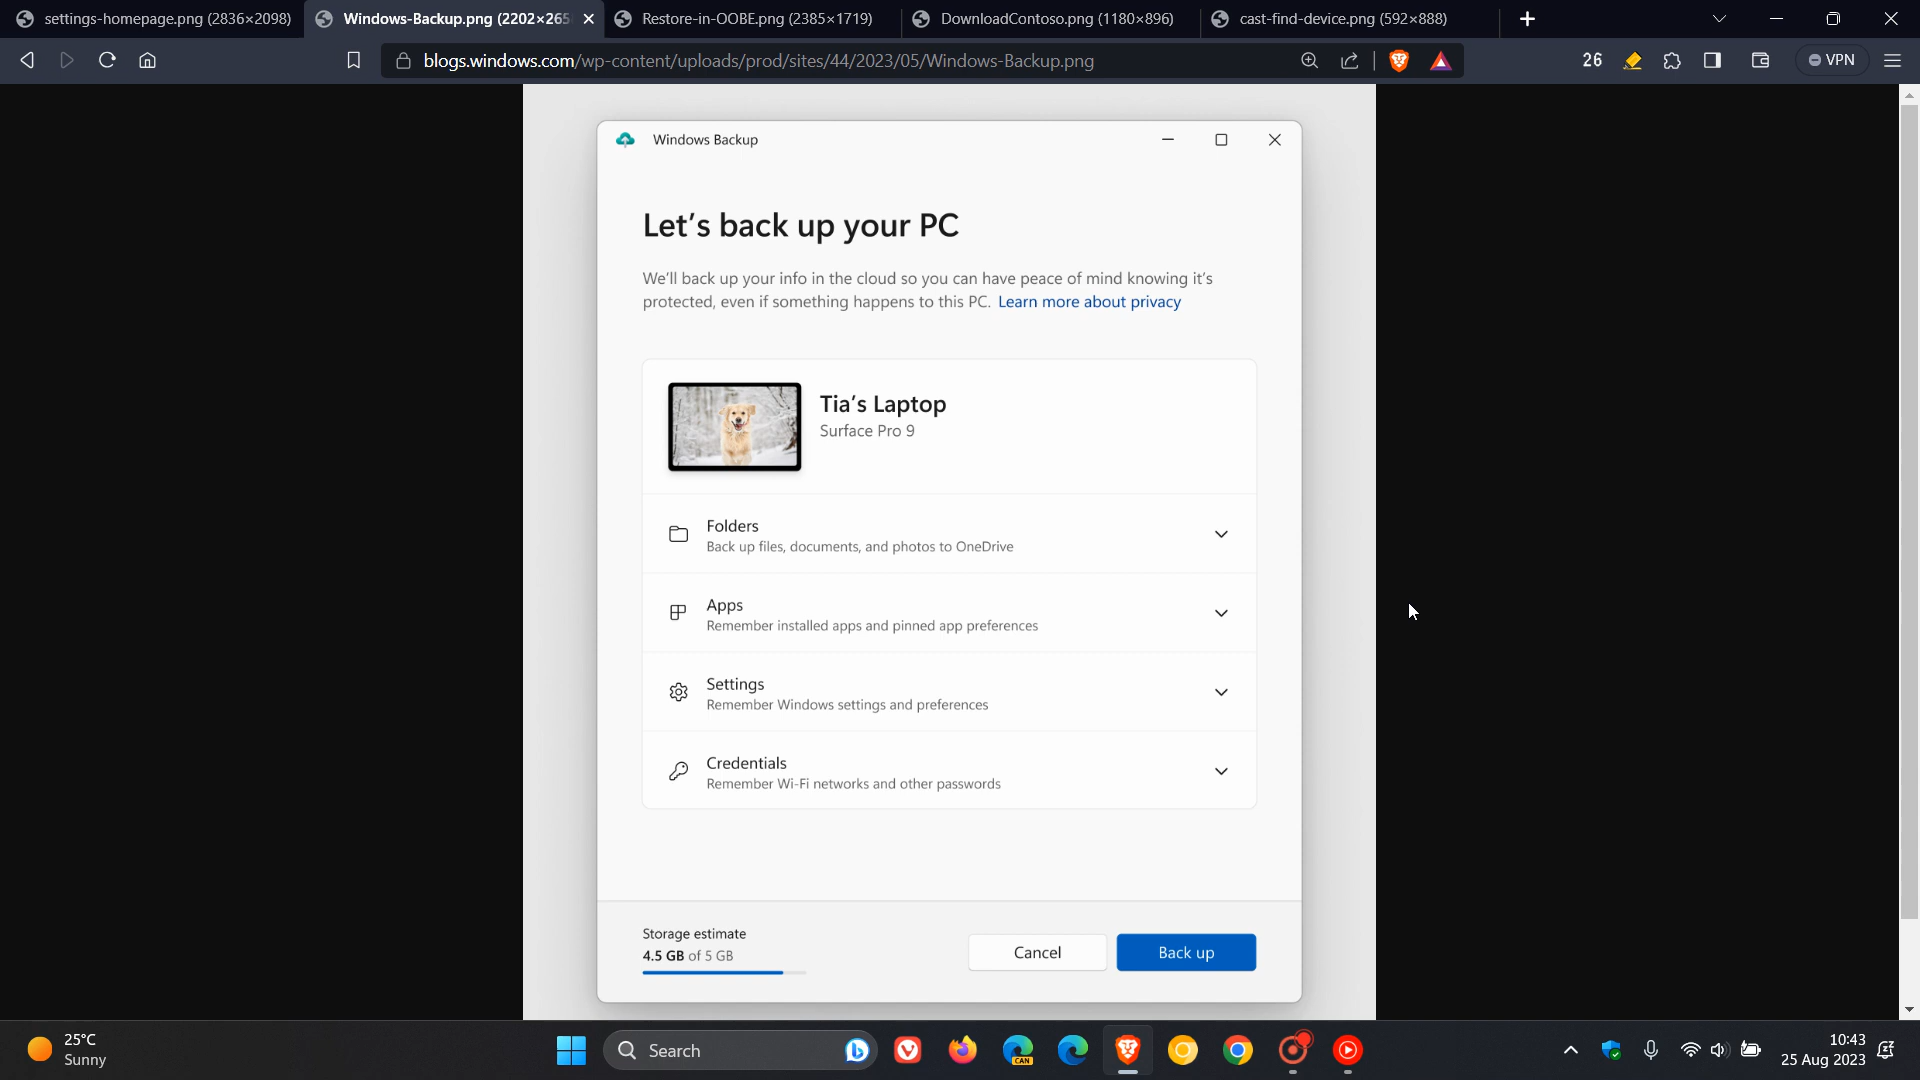 settings-homepage.png (2836×2098)
Windows-Backup.png (2202×265
Restore-in-OOBE.png (2385×1719)
DownloadContoso.png (1180×896)
cast-find-device.png (592×888)
blogs.windows.com/wp-content/uploads/prod/sites/44/2023/05/Windows-Backup.png
26
VPN
Windows Backup
Let's back up your PC
We'll back up your info in the cloud so you can have peace of mind knowing it's
protected, even if something happens to this PC. Learn more about privacy
Tia's Laptop
Surface Pro 9
Folders
Back up files, documents, and photos to OneDrive
Apps
Remember installed apps and pinned app preferences
Settings
Remember Windows settings and preferences
Credentials
Remember Wi-Fi networks and other passwords
Storage estimate
4.5 GB of 5 GB
Cancel
Back up
25°C
Sunny
Search
CAN
10:43
25 Aug 2023